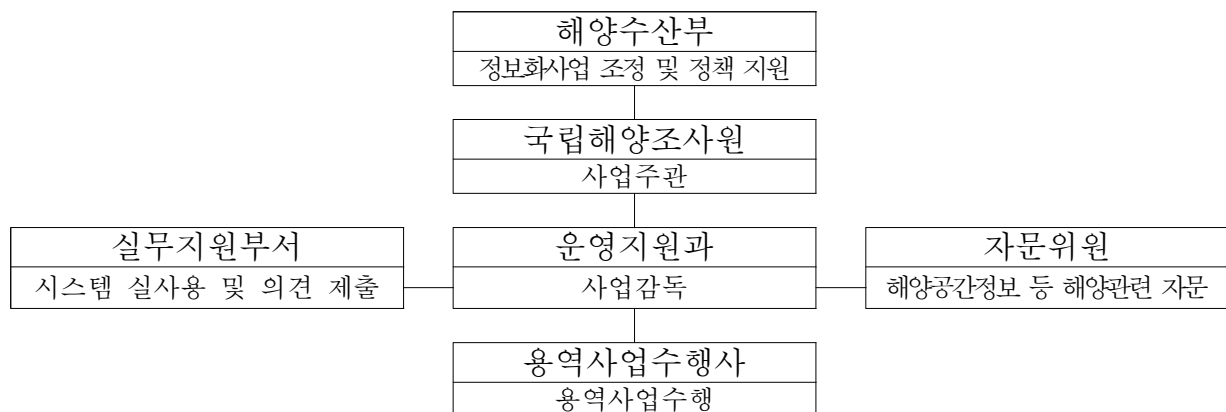 해양수산부
정보화사업 조정 및 정책 지원
국립해양조사원
사업주관
실무지원부서
시스템 실사용 및 의견 제출
운영지원과
사업감독
자문위원
해양공간정보 등 해양관련 자문
용역사업수행사
용역사업수행